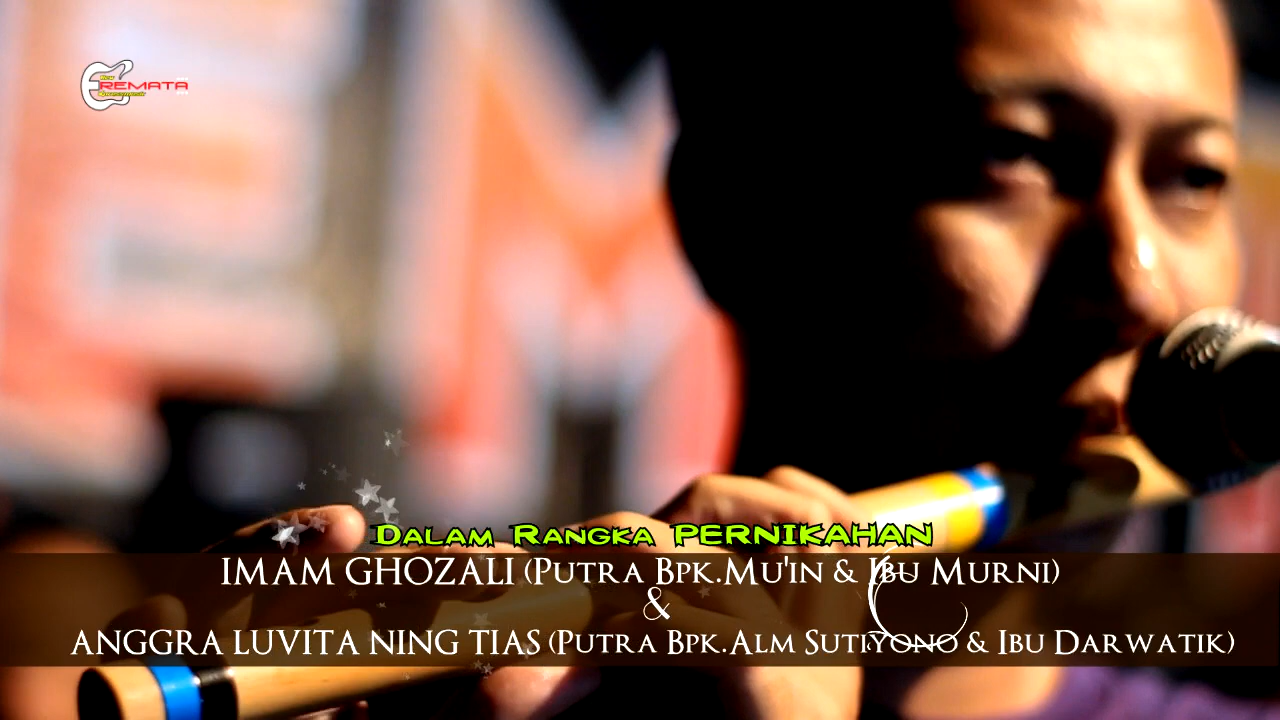 New
REMATA
DALAM RANGKA PERNIKAHAN
IMAM GHOZALI (PUTRA BPK.MU'IN & IBU MURNI)
&
ANGGRA LUVITA NING TIAS (PUTRA BPK.ALM SUTIYONO & IBU DARWATIK)